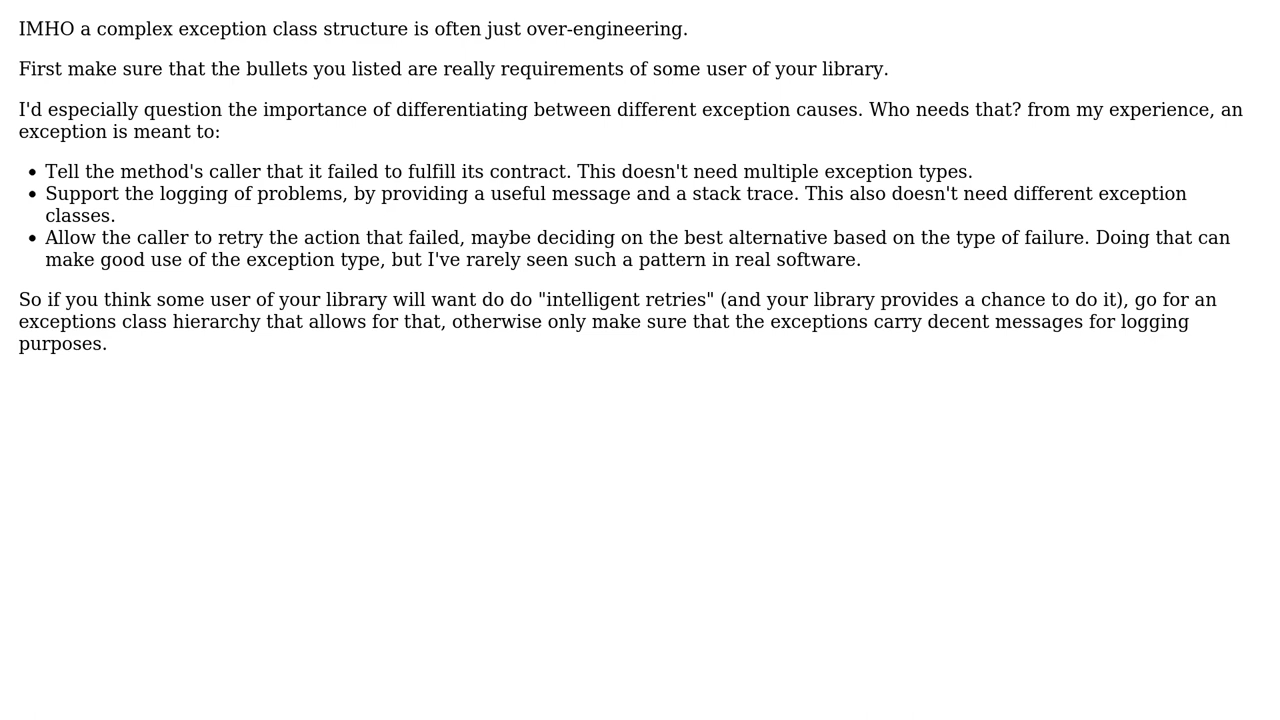 IMHO a complex exception class structure is often just over-engineering.
First make sure that the bullets you listed are really requirements of some user of your library.
I'd especially question the importance of differentiating between different exception causes. Who needs that? from my experience, an
exception is meant to:
• Tell the method's caller that it failed to fulfill its contract. This doesn't need multiple exception types.
• Support the logging of problems, by providing a useful message and a stack trace. This also doesn't need different exception
classes.
• Allow the caller to retry the action that failed, maybe deciding on the best alternative based on the type of failure. Doing that can
make good use of the exception type, but I've rarely seen such a pattern in real software.
So if you think some user of your library will want do do "intelligent retries" (and your library provides a chance to do it), go for an
exceptions class hierarchy that allows for that, otherwise only make sure that the exceptions carry decent messages for logging
purposes.